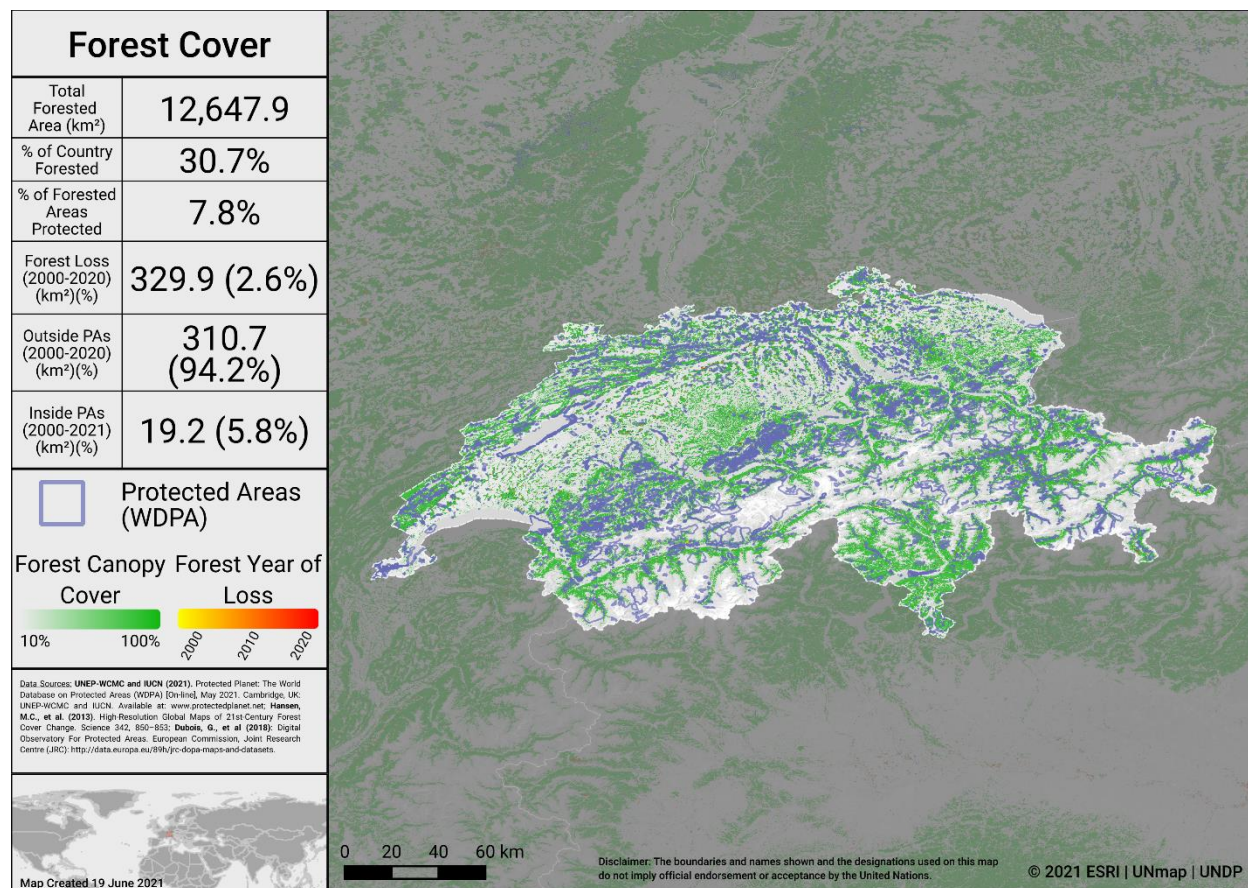 Forest Cover
Total
Forested
Area (km²)
12,647.9
% of Country
Forested
30.7%
% of Forested
Areas
Protected
7.8%
Forest Loss
(2000-2020)
(km²)(%)
329.9 (2.6%)
Outside PAs
(2000-2020)
(km²)(%)
310.7
(94.2%)
Inside PAs
(2000-2021)
(km²)(%)
19.2 (5.8%)
Protected Areas
(WDPA)
Forest Canopy
Cover
10% 100%
Forest Year of
Loss
2000 2010 2020
Data Sources: UNEP-WCMC and IUCN (2021). Protected Planet: The World
Database on Protected Areas (WDPA) [On-line], May 2021. Cambridge, UK:
UNEP-WCMC and IUCN. Available at: www.protectedplanet.net; Hansen,
M.C., et al. (2013). High-Resolution Global Maps of 21st-Century Forest
Cover Change. Science 342, 850–853; Dubois, G., et al (2018): Digital
Observatory For Protected Areas. European Commission, Joint Research
Centre (JRC): http://data.europa.eu/89h/jrc-dopa-maps-and-datasets.
Map Created 19 June 2021
0 20 40 60 km
Disclaimer: The boundaries and names shown and the designations used on this map
do not imply official endorsement or acceptance by the United Nations.
© 2021 ESRI | UNmap | UNDP